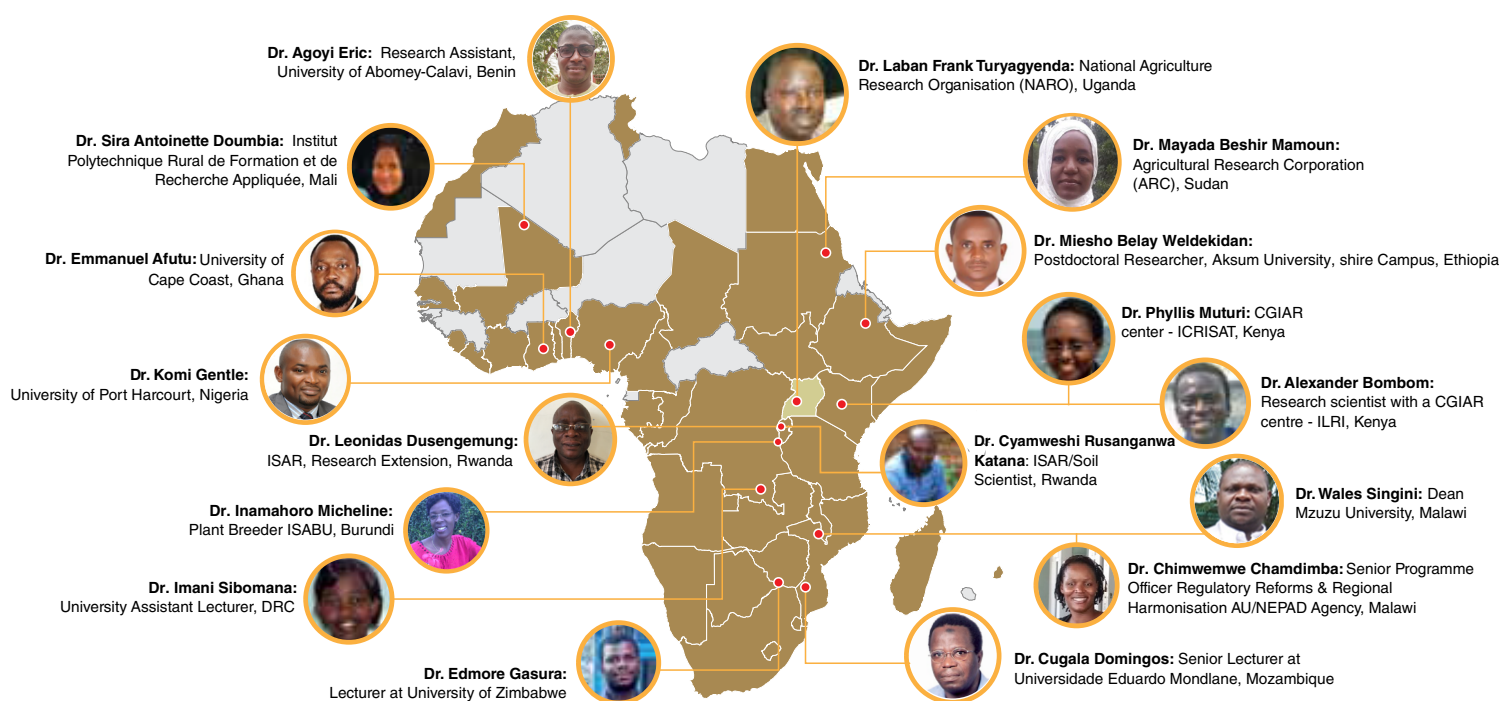 Dr. Agoyi Eric: Research Assistant,
University of Abomey-Calavi, Benin
Dr. Laban Frank Turyagyenda: National Agriculture
Research Organisation (NARO), Uganda
Dr. Sira Antoinette Doumbia: Institut
Polytechnique Rural de Formation et de
Recherche Appliquée, Mali
Dr. Mayada Beshir Mamoun:
Agricultural Research Corporation
(ARC), Sudan
Dr. Emmanuel Afutu: University of
Cape Coast, Ghana
Dr. Miesho Belay Weldekidan:
Postdoctoral Researcher, Aksum University, shire Campus, Ethiopia
Dr. Phyllis Muturi: CGIAR
center - ICRISAT, Kenya
Dr. Komi Gentle:
University of Port Harcourt, Nigeria
Dr. Alexander Bombom:
Research scientist with a CGIAR
centre - ILRI, Kenya
Dr. Leonidas Dusengemung:
ISAR, Research Extension, Rwanda
Dr. Cyamweshi Rusanganwa
Katana: ISAR/Soil
Scientist, Rwanda
Dr. Inamahoro Micheline:
Plant Breeder ISABU, Burundi
Dr. Wales Singini: Dean
Mzuzu University, Malawi
Dr. Imani Sibomana:
University Assistant Lecturer, DRC
Dr. Chimwemwe Chamdimba: Senior Programme
Officer Regulatory Reforms & Regional
Harmonisation AU/NEPAD Agency, Malawi
Dr. Edmore Gasura:
Lecturer at University of Zimbabwe
Dr. Cugala Domingos: Senior Lecturer at
Universidade Eduardo Mondlane, Mozambique